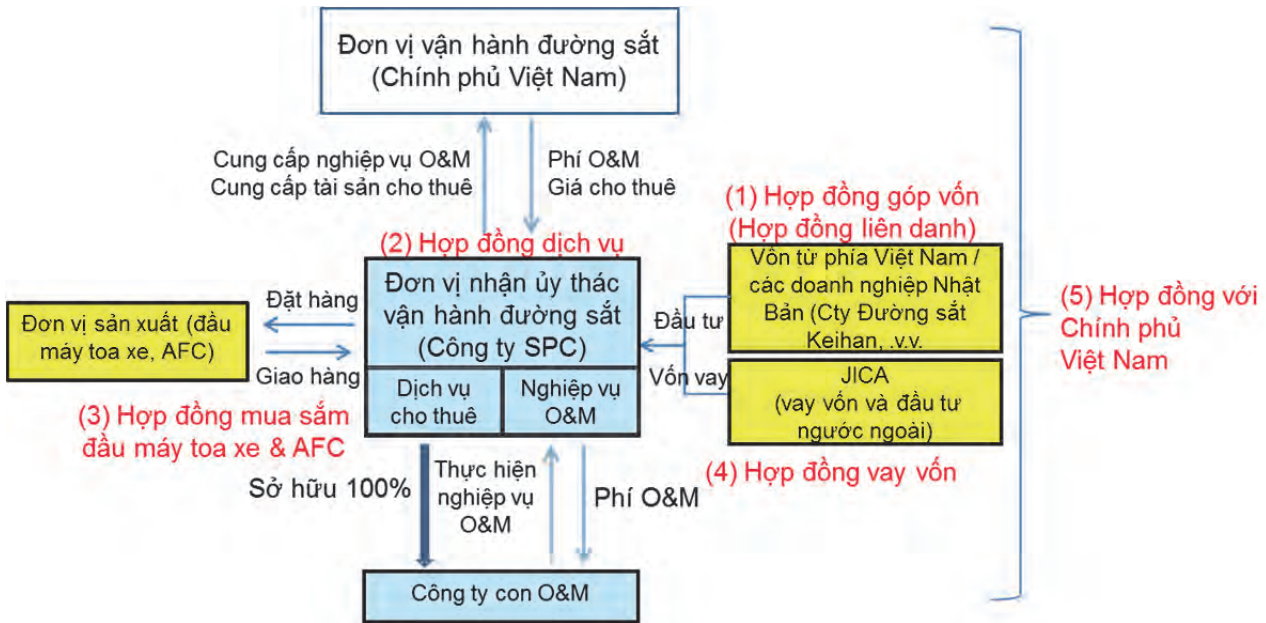 Đơn vị vận hành đường sắt
(Chính phủ Việt Nam)
Cung cấp nghiệp vụ O&M
Cung cấp tài sản cho thuê
Phí O&M
Giá cho thuê
(1) Hợp đồng góp vốn
(Hợp đồng liên danh)
(2) Hợp đồng dịch vụ
Đơn vị nhận ủy thác
vận hành đường sắt
(Công ty SPC)
Dịch vụ
cho thuê
Nghiệp vụ
O&M
Đặt hàng
Giao hàng
Đơn vị sản xuất (đầu
máy toa xe, AFC)
(3) Hợp đồng mua sắm
đầu máy toa xe & AFC
Đầu tư
Vốn vay
Vốn từ phía Việt Nam /
các doanh nghiệp Nhật
Bản (Cty Đường sắt
Keihan, .v.v.
JICA
(vay vốn và đầu tư
ngước ngoài)
(4) Hợp đồng vay vốn
(5) Hợp đồng với
Chính phủ
Việt Nam
Sở hữu 100%
Thực hiện
nghiệp vụ
O&M
Phí O&M
Công ty con O&M